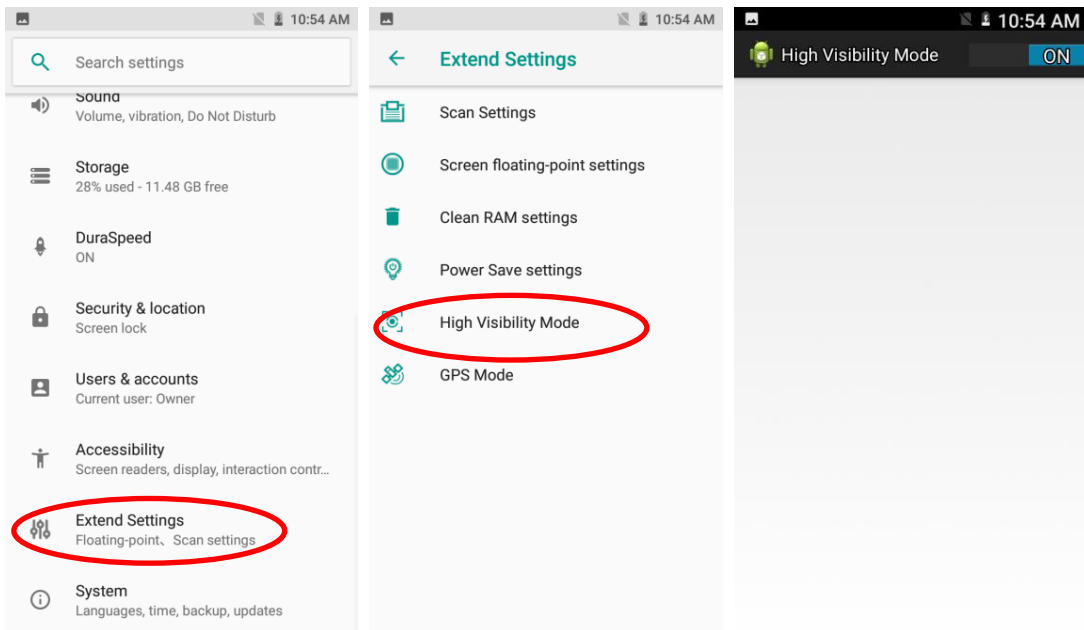 10:54 AM
Search settings
Sound
Volume, vibration, Do Not Disturb
Storage
28% used - 11.48 GB free
DuraSpeed
ON
Security & location
Screen lock
Users & accounts
Current user: Owner
Accessibility
Screen readers, display, interaction contr...
Extend Settings
Floating-point、Scan settings
System
Languages, time, backup, updates
10:54 AM
Extend Settings
Scan Settings
Screen floating-point settings
Clean RAM settings
Power Save settings
High Visibility Mode
GPS Mode
10:54 AM
High Visibility Mode
ON